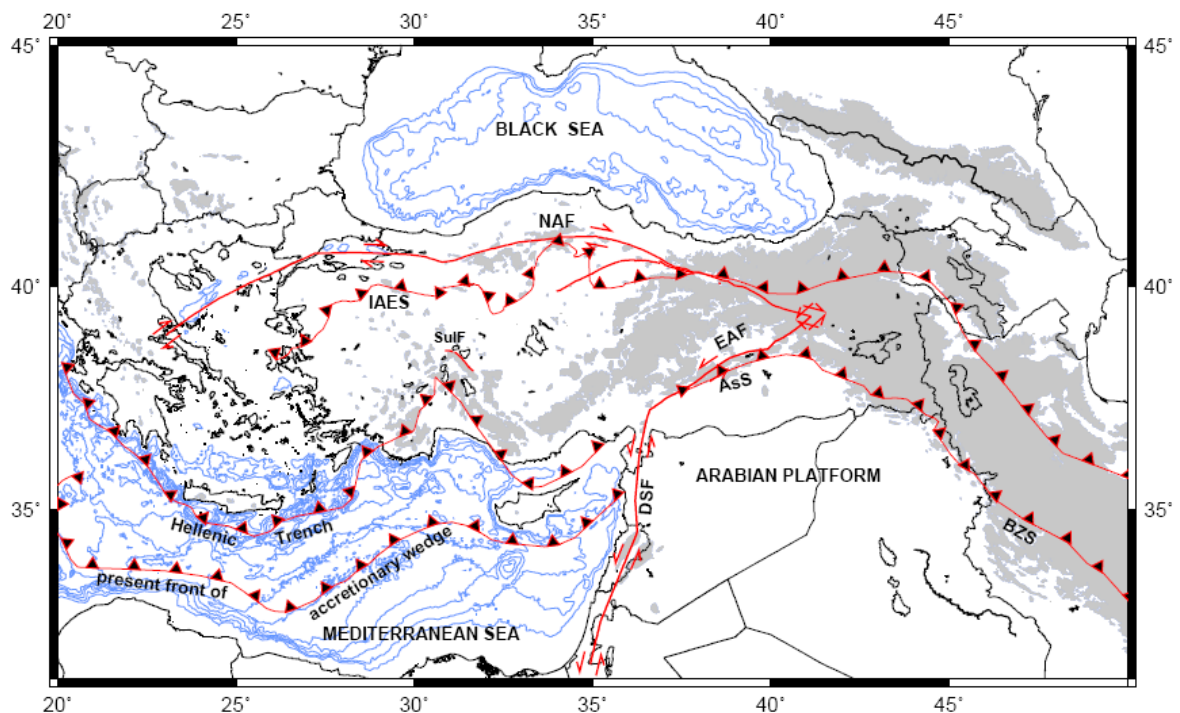 20° 25° 30° 35° 40° 45°
45° 45°
BLACK SEA
NAF
40° 40°
IAES
SulF
EAF
AsS
ARABIAN PLATFORM
35° 35°
DSF
Hellenic Trench
BZS
present front of accretionary wedge
MEDITERRANEAN SEA
20° 25° 30° 35° 40° 45°